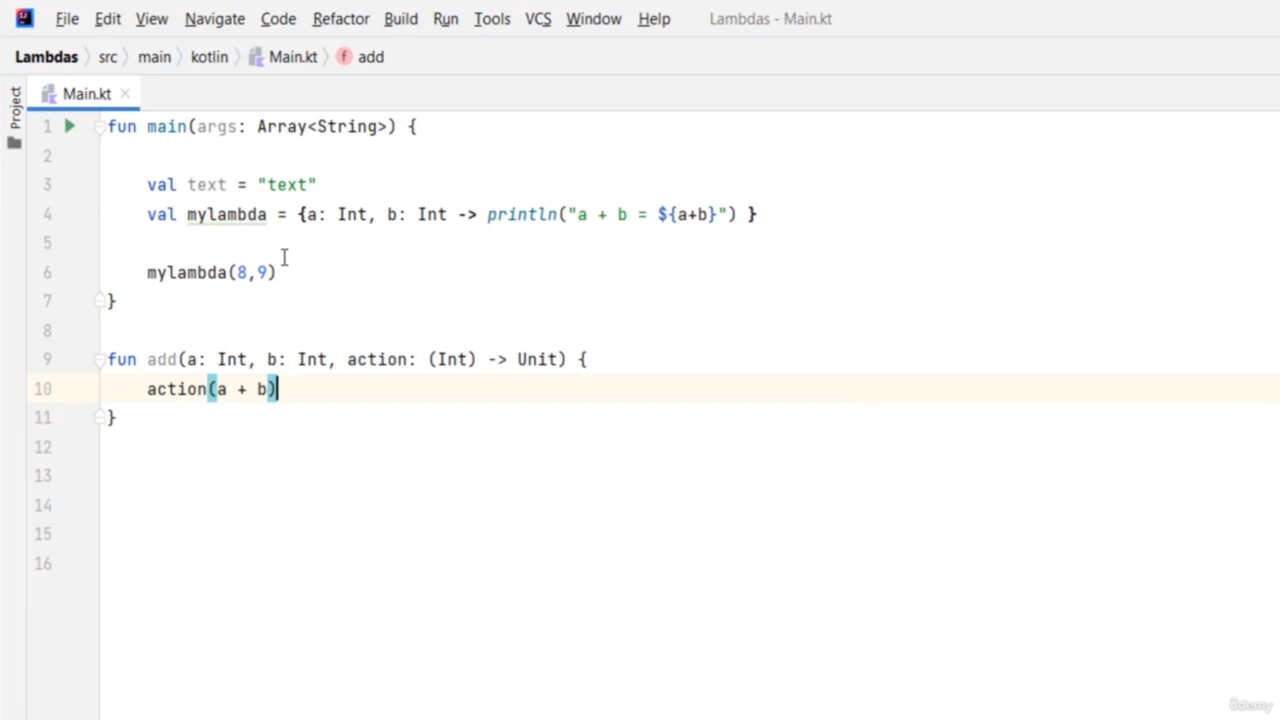 File Edit View Navigate Code Refactor Build Run Tools VCS Window Help Lambdas - Main.kt
Lambdas src main kotlin Main.kt f add
Project
Main.kt
1 fun main(args: Array<String>) {
2
3 val text = "text"
4 val mylambda = {a: Int, b: Int -> println("a + b = ${a+b}") }
5
6 mylambda(8,9)
7 }
8
9 fun add(a: Int, b: Int, action: (Int) -> Unit) {
10 action(a + b)
11 }
12
13
14
15
16
ûdemy